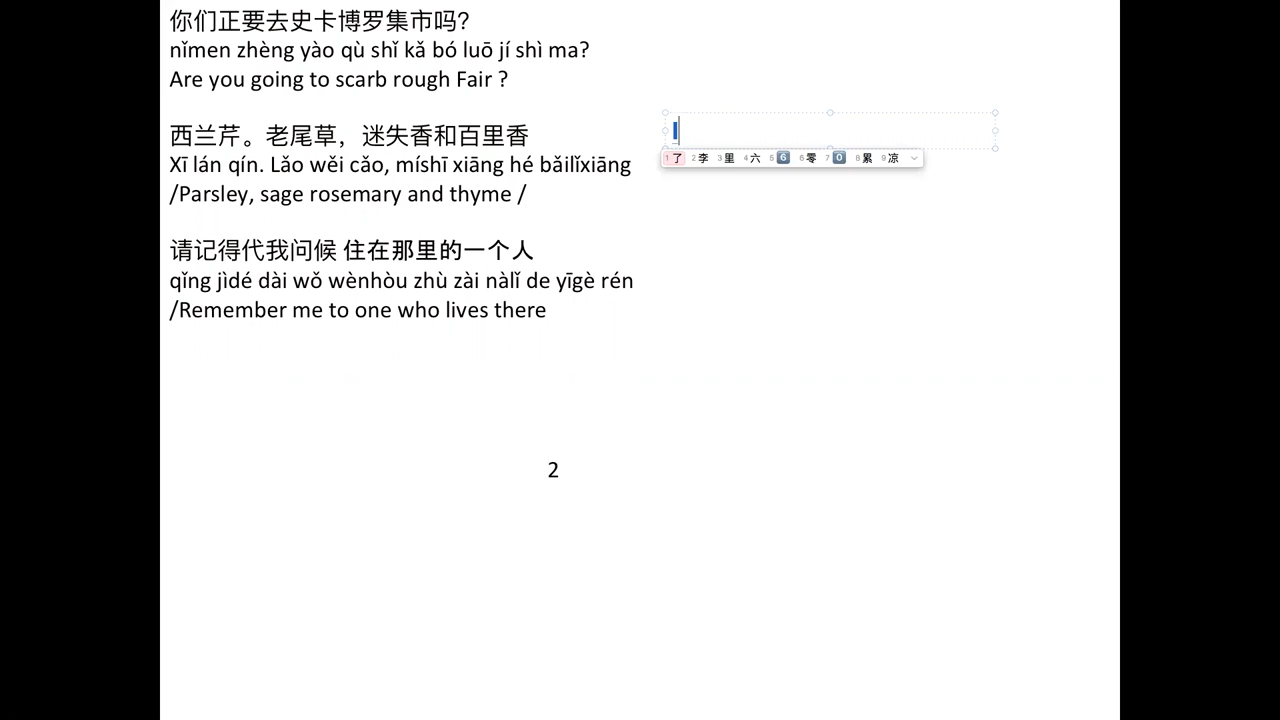 你们正要去史卡博罗集市吗?
nǐmen zhèng yào qù shǐ kǎ bó luō jí shì ma?
Are you going to scarb rough Fair ?
西兰芹。老尾草，迷失香和百里香
Xī lán qín. Lǎo wěi cǎo, míshī xiāng hé bǎilǐxiāng
/Parsley, sage rosemary and thyme /
请记得代我问候 住在那里的一个人
qǐng jìdé dài wǒ wènhòu zhù zài nàlǐ de yīgè rén
/Remember me to one who lives there
l
1 了 2 李 3 里 4 六 5 6️⃣ 6 零 7 0️⃣ 8 累 9 凉
2